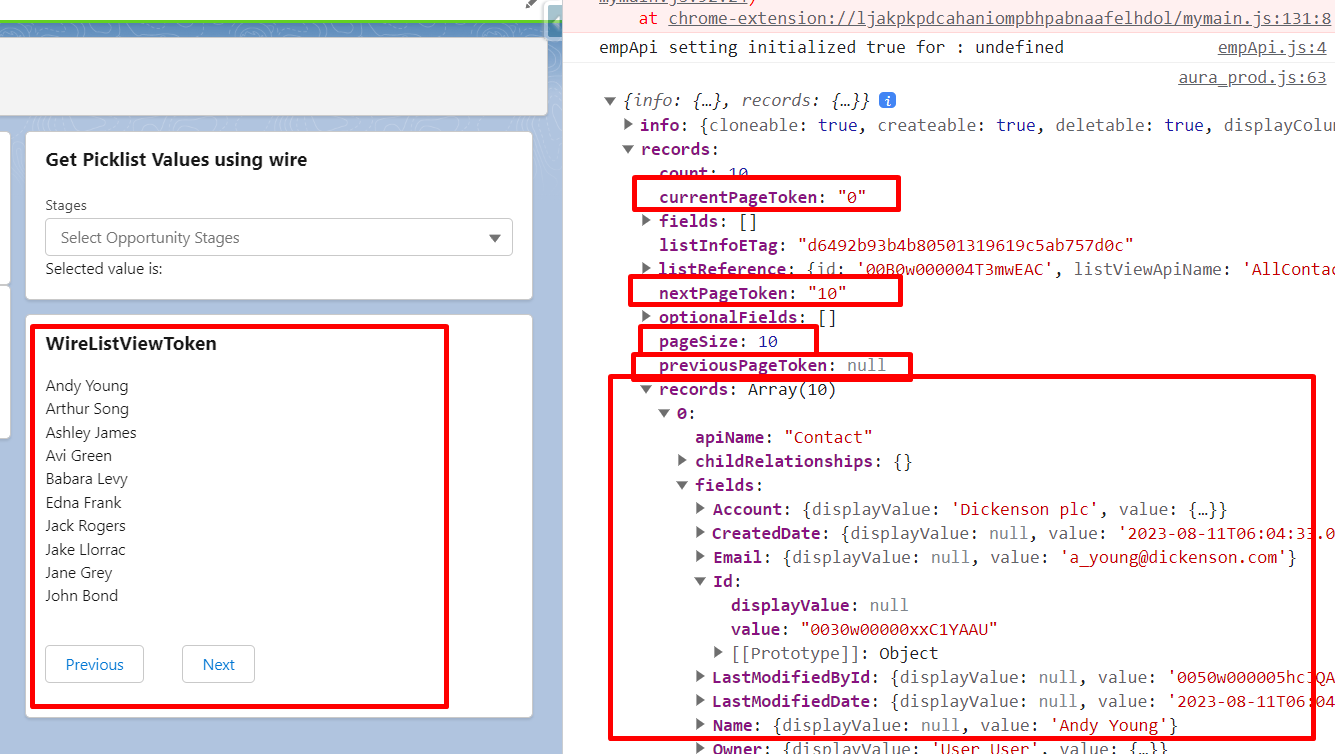 Get Picklist Values using wire
Stages
Select Opportunity Stages
Selected value is:
WireListViewToken
Andy Young
Arthur Song
Ashley James
Avi Green
Babara Levy
Edna Frank
Jack Rogers
Jake Llorrac
Jane Grey
John Bond
Previous
Next
at chrome-extension://ljakpkpdcahaniompbhpabnaafelhdol/mymain.js:131:8
empApi setting initialized true for : undefined empApi.js:4
aura_prod.js:63
{info: {…}, records: {…}} i
info: {cloneable: true, createable: true, deletable: true, displayColum
records:
count: 10
currentPageToken: "0"
fields: []
listInfoETag: "d6492b93b4b80501319619c5ab757d0c"
listReference: {id: '00B0w000004T3mwEAC', listViewApiName: 'AllContac
nextPageToken: "10"
optionalFields: []
pageSize: 10
previousPageToken: null
records: Array(10)
0:
apiName: "Contact"
childRelationships: {}
fields:
Account: {displayValue: 'Dickenson plc', value: {…}}
CreatedDate: {displayValue: null, value: '2023-08-11T06:04:33.0
Email: {displayValue: null, value: 'a_young@dickenson.com'}
Id:
displayValue: null
value: "0030w00000xxC1YAAU"
[[Prototype]]: Object
LastModifiedById: {displayValue: null, value: '0050w000005hcJQA
LastModifiedDate: {displayValue: null, value: '2023-08-11T06:04
Name: {displayValue: null, value: 'Andy Young'}
Owner: {displayValue: 'User User', value: {…}}